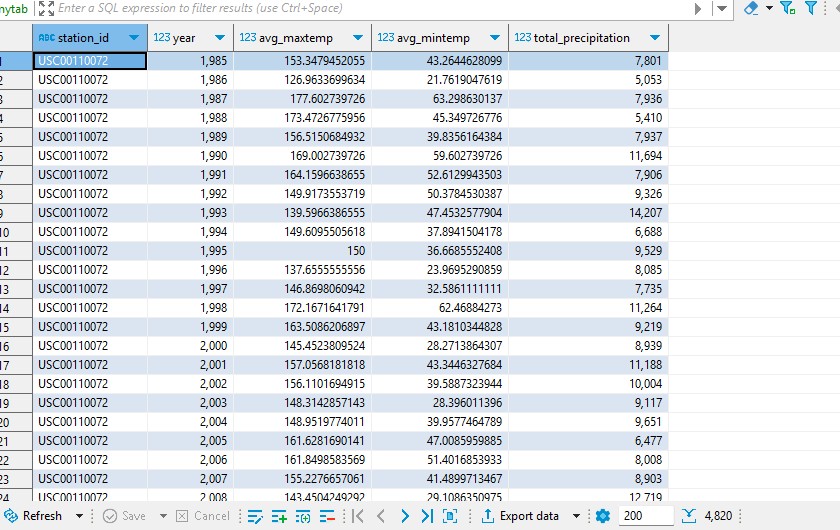 nytab Enter a SQL expression to filter results (use Ctrl+Space)
ABC station_id 123 year 123 avg_maxtemp 123 avg_mintemp 123 total_precipitation
1 USC00110072 1,985 153.3479452055 43.2644628099 7,801
2 USC00110072 1,986 126.9633699634 21.7619047619 5,053
3 USC00110072 1,987 177.602739726 63.298630137 7,936
4 USC00110072 1,988 173.4726775956 45.349726776 5,410
5 USC00110072 1,989 156.5150684932 39.8356164384 7,937
6 USC00110072 1,990 169.002739726 59.602739726 11,694
7 USC00110072 1,991 164.1596638655 52.6129943503 7,906
8 USC00110072 1,992 149.9173553719 50.3784530387 9,326
9 USC00110072 1,993 139.5966386555 47.4532577904 14,207
10 USC00110072 1,994 149.6095505618 37.8941504178 6,688
11 USC00110072 1,995 150 36.6685552408 9,529
12 USC00110072 1,996 137.6555555556 23.9695290859 8,085
13 USC00110072 1,997 146.8698060942 32.5861111111 7,735
14 USC00110072 1,998 172.1671641791 62.46884273 11,264
15 USC00110072 1,999 163.5086206897 43.1810344828 9,219
16 USC00110072 2,000 145.4523809524 28.2713864307 8,939
17 USC00110072 2,001 157.0568181818 43.3446327684 11,188
18 USC00110072 2,002 156.1101694915 39.5887323944 10,004
19 USC00110072 2,003 148.3142857143 28.396011396 9,117
20 USC00110072 2,004 148.9519774011 39.9577464789 9,651
21 USC00110072 2,005 161.6281690141 47.0085959885 6,477
22 USC00110072 2,006 161.8498583569 51.4016853933 8,008
23 USC00110072 2,007 155.2276657061 41.4899713467 8,903
24 USC00110072 2,008 143.4504249292 29.1086350975 12,719
Refresh Save Cancel Export data 200 4,820